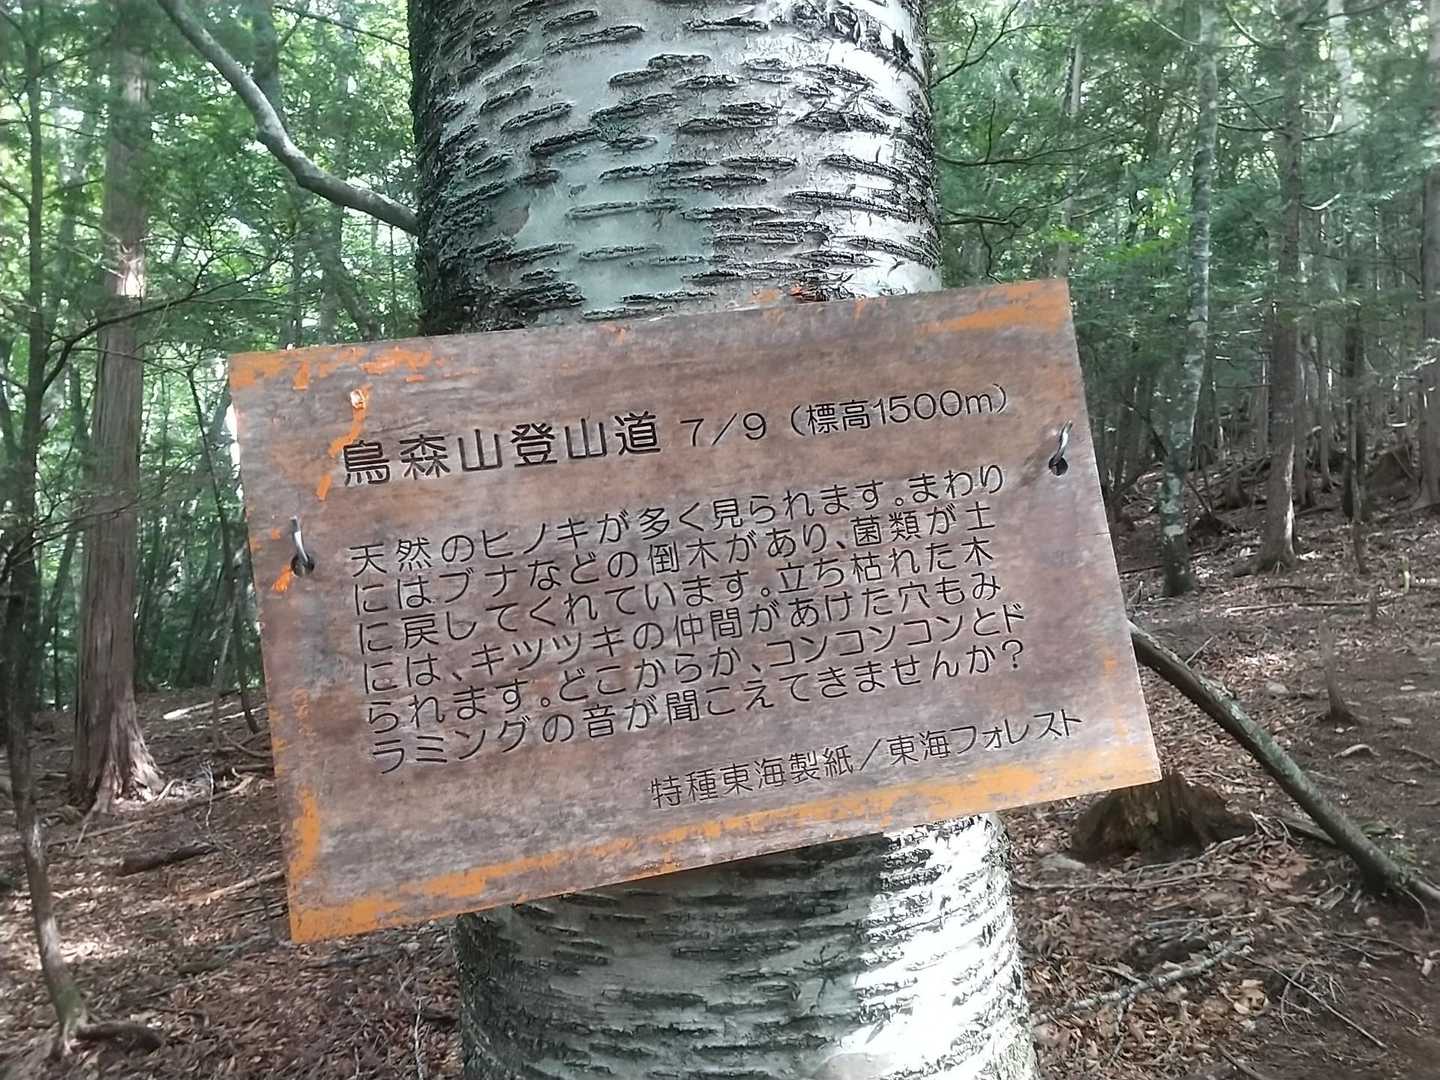 鳥森山登山道 7/9（標高1500m）
天然のヒノキが多く見られます。まわり
にはブナなどの倒木があり、菌類が土
に戻してくれています。立ち枯れた木
には、キツツキの仲間があけた穴もみ
られます。どこからか、コンコンコンとド
ラミングの音が聞こえてきませんか？
特種東海製紙／東海フォレスト